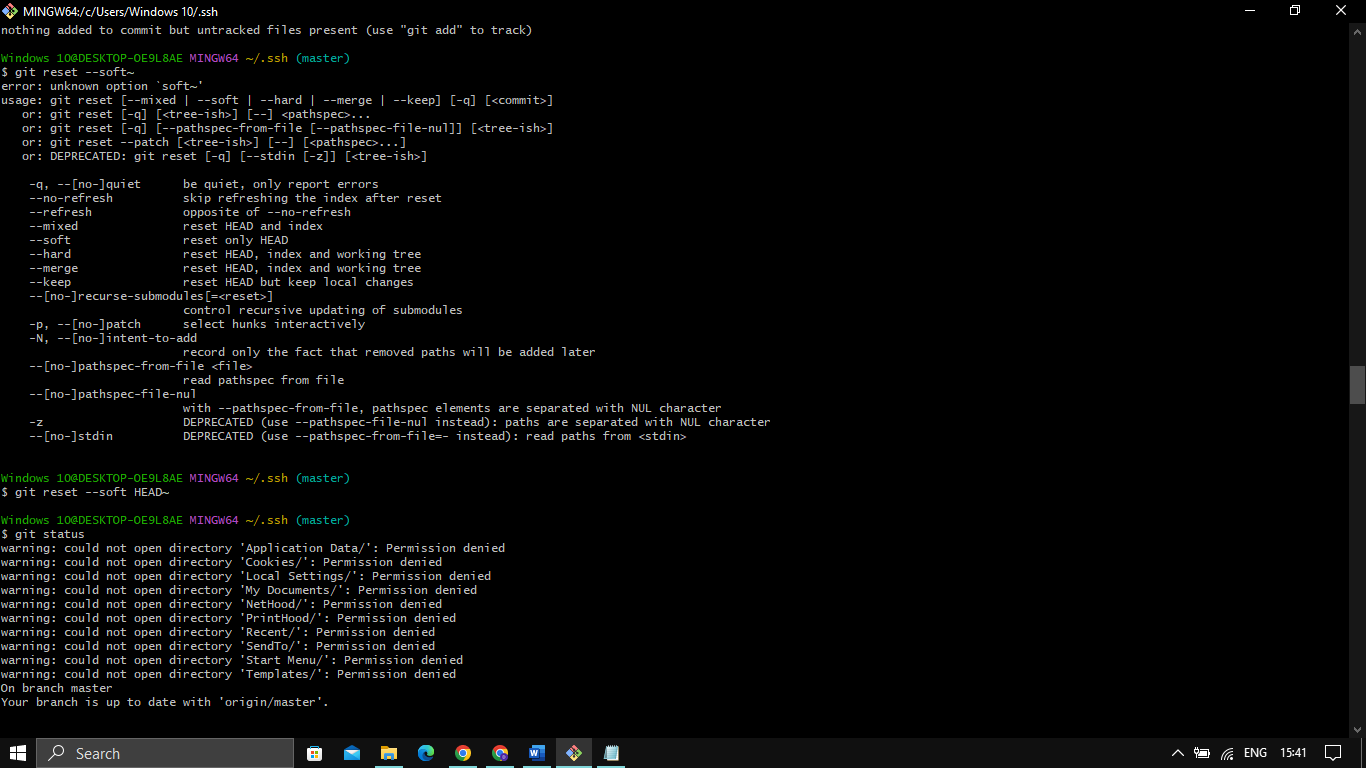 MINGW64:/c/Users/Windows 10/.ssh
nothing added to commit but untracked files present (use "git add" to track)
Windows 10@DESKTOP-OE9L8AE MINGW64 ~/.ssh (master)
$ git reset --soft~
error: unknown option `soft~'
usage: git reset [--mixed | --soft | --hard | --merge | --keep] [-q] [<commit>]
or: git reset [-q] [<tree-ish>] [--] <pathspec>...
or: git reset [-q] [--pathspec-from-file [--pathspec-file-nul]] [<tree-ish>]
or: git reset --patch [<tree-ish>] [--] [<pathspec>...]
or: DEPRECATED: git reset [-q] [--stdin [-z]] [<tree-ish>]
-q, --[no-]quiet be quiet, only report errors
--no-refresh skip refreshing the index after reset
--refresh opposite of --no-refresh
--mixed reset HEAD and index
--soft reset only HEAD
--hard reset HEAD, index and working tree
--merge reset HEAD, index and working tree
--keep reset HEAD but keep local changes
--[no-]recurse-submodules[=<reset>]
control recursive updating of submodules
-p, --[no-]patch select hunks interactively
-N, --[no-]intent-to-add
record only the fact that removed paths will be added later
--[no-]pathspec-from-file <file>
read pathspec from file
--[no-]pathspec-file-nul
with --pathspec-from-file, pathspec elements are separated with NUL character
-z DEPRECATED (use --pathspec-file-nul instead): paths are separated with NUL character
--[no-]stdin DEPRECATED (use --pathspec-from-file=- instead): read paths from <stdin>
Windows 10@DESKTOP-OE9L8AE MINGW64 ~/.ssh (master)
$ git reset --soft HEAD~
Windows 10@DESKTOP-OE9L8AE MINGW64 ~/.ssh (master)
$ git status
warning: could not open directory 'Application Data/': Permission denied
warning: could not open directory 'Cookies/': Permission denied
warning: could not open directory 'Local Settings/': Permission denied
warning: could not open directory 'My Documents/': Permission denied
warning: could not open directory 'NetHood/': Permission denied
warning: could not open directory 'PrintHood/': Permission denied
warning: could not open directory 'Recent/': Permission denied
warning: could not open directory 'SendTo/': Permission denied
warning: could not open directory 'Start Menu/': Permission denied
warning: could not open directory 'Templates/': Permission denied
On branch master
Your branch is up to date with 'origin/master'.
Search
ENG 15:41